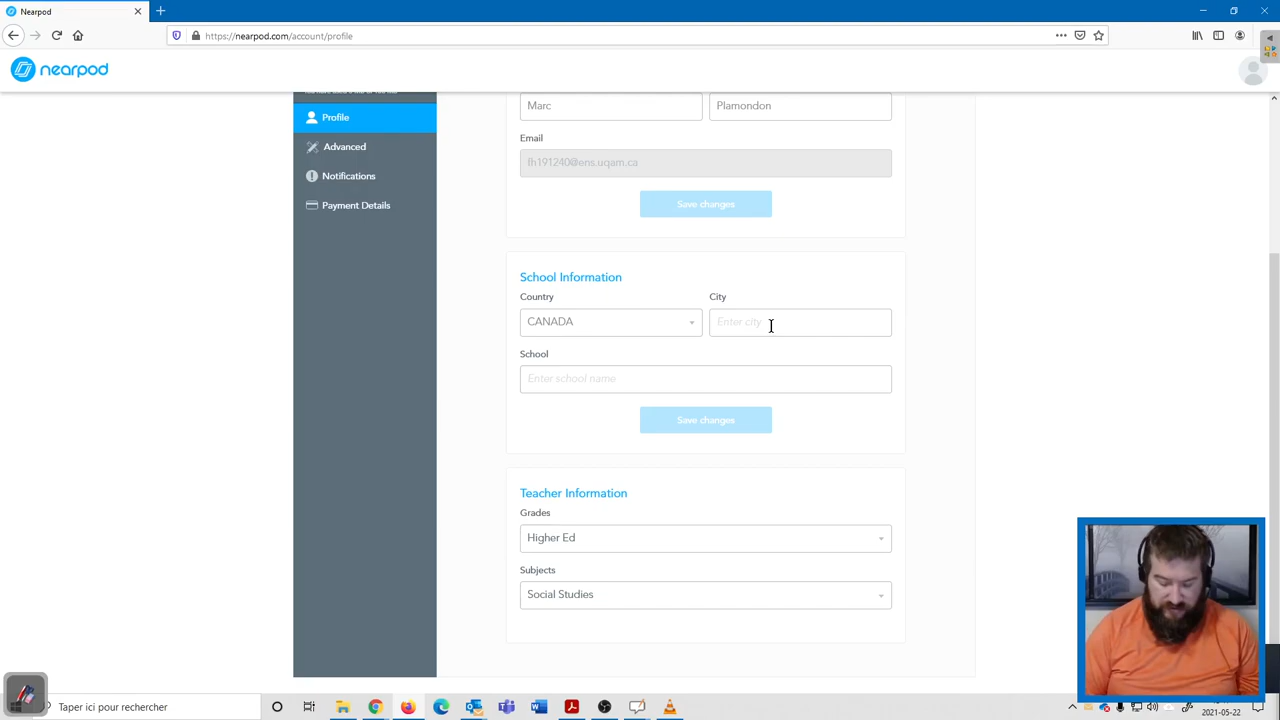 Nearpod
https://nearpod.com/account/profile
nearpod
Profile
Marc
Plamondon
Advanced
Email
fh191240@ens.uqam.ca
Notifications
Payment Details
Save changes
School Information
Country
City
CANADA
Enter city
School
Enter school name
Save changes
Teacher Information
Grades
Higher Ed
Subjects
Social Studies
Taper ici pour rechercher
2021-05-22